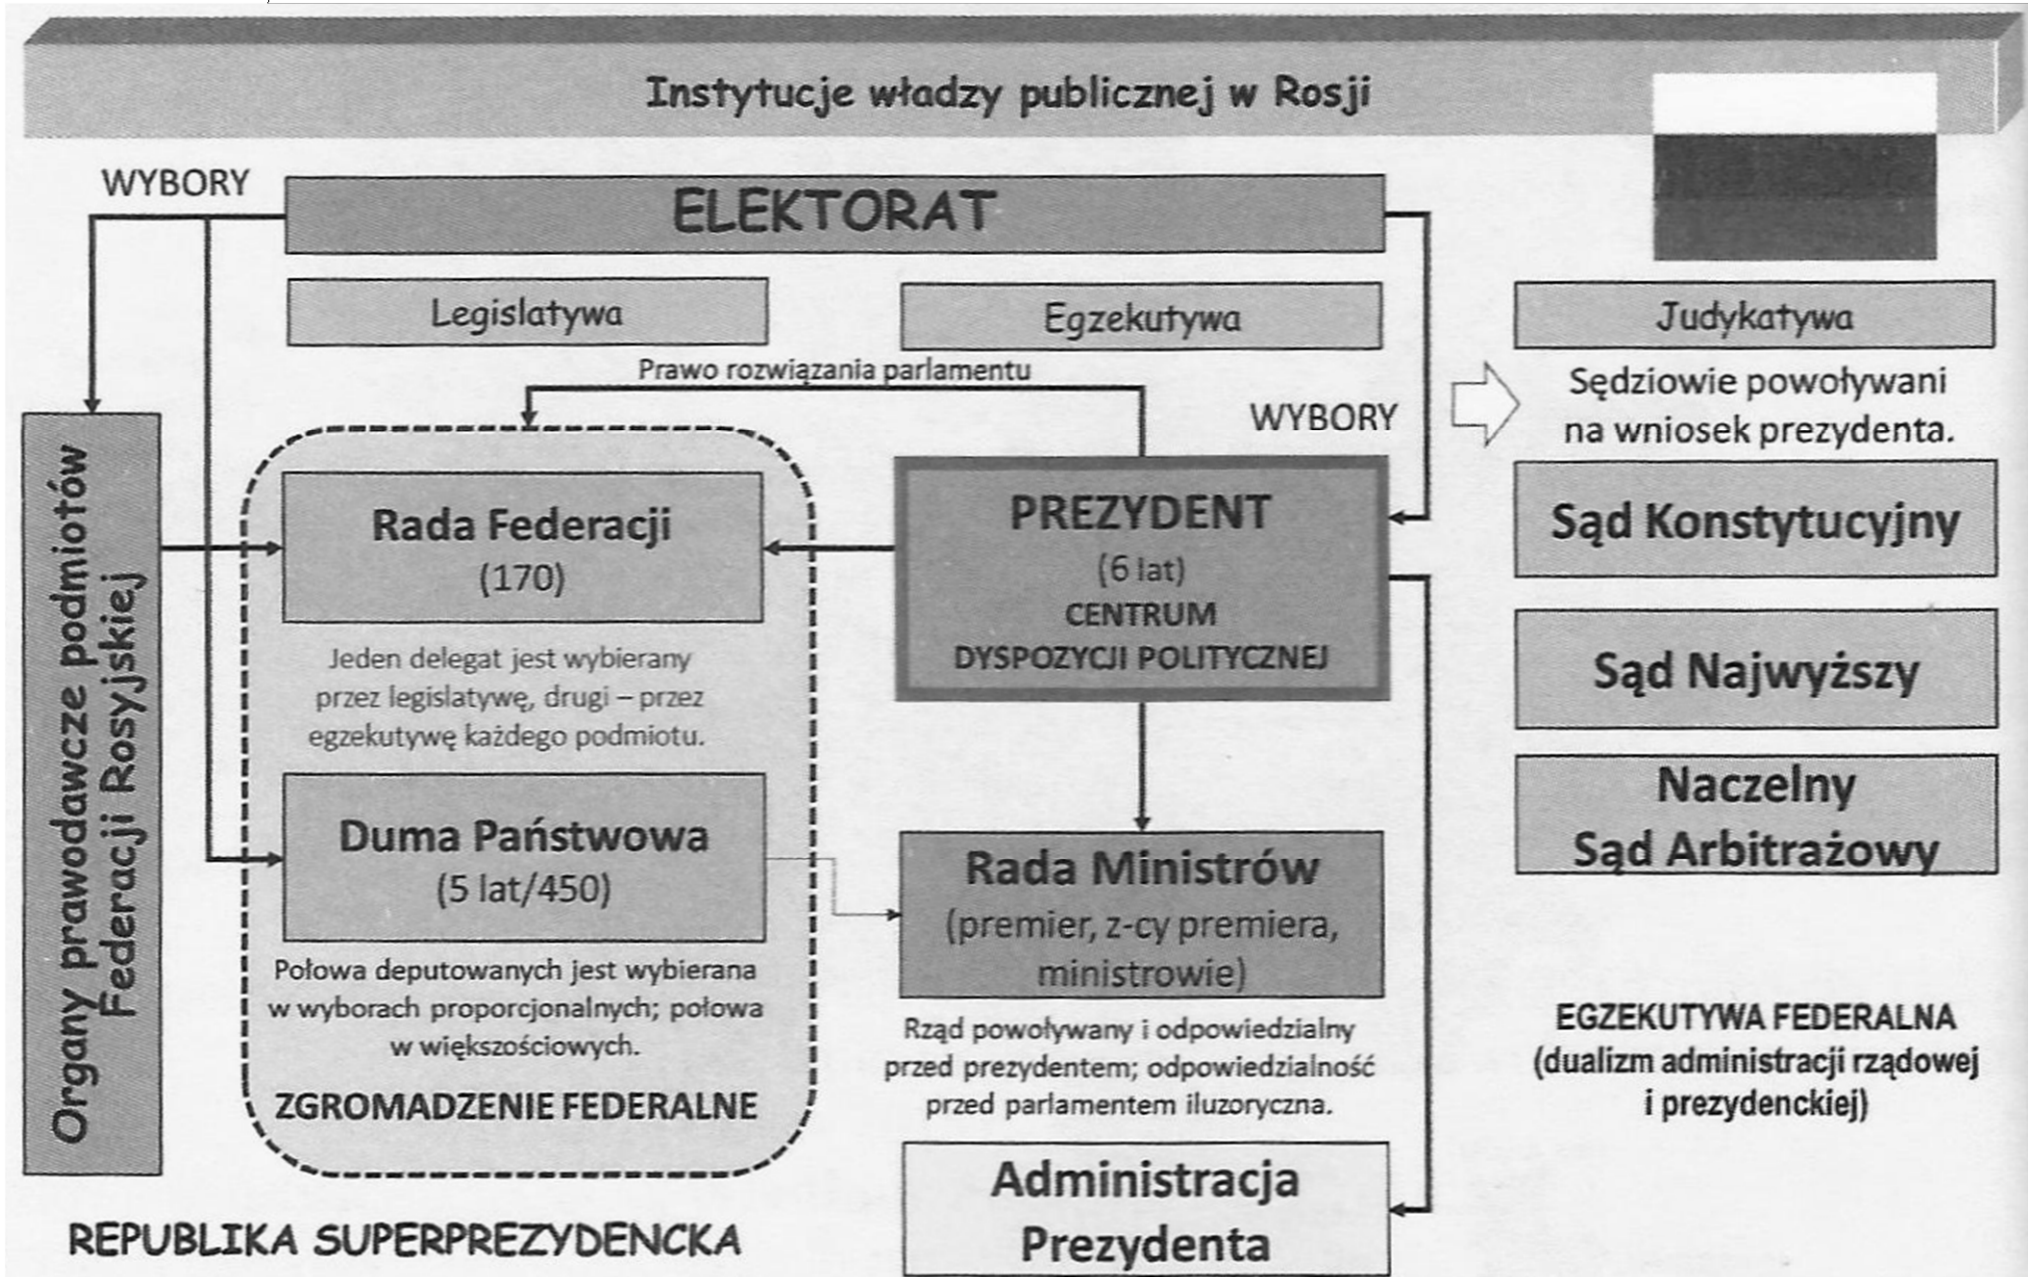 Instytucje władzy publicznej w Rosji
WYBORY
ELEKTORAT
Legislatywa
Egzekutywa
Judykatywa
Prawo rozwiązania parlamentu
WYBORY
Sędziowie powoływani
na wniosek prezydenta.
Organy prawodawcze podmiotów
Federacji Rosyjskiej
Rada Federacji
(170)
Jeden delegat jest wybierany
przez legislatywę, drugi – przez
egzekutywę każdego podmiotu.
Duma Państwowa
(5 lat/450)
Połowa deputowanych jest wybierana
w wyborach proporcjonalnych; połowa
w większościowych.
ZGROMADZENIE FEDERALNE
PREZYDENT
(6 lat)
CENTRUM
DYSPOZYCJI POLITYCZNEJ
Rada Ministrów
(premier, z-cy premiera,
ministrowie)
Rząd powoływany i odpowiedzialny
przed prezydentem; odpowiedzialność
przed parlamentem iluzoryczna.
Administracja
Prezydenta
Sąd Konstytucyjny
Sąd Najwyższy
Naczelny
Sąd Arbitrażowy
EGZEKUTYWA FEDERALNA
(dualizm administracji rządowej
i prezydenckiej)
REPUBLIKA SUPERPREZYDENCKA